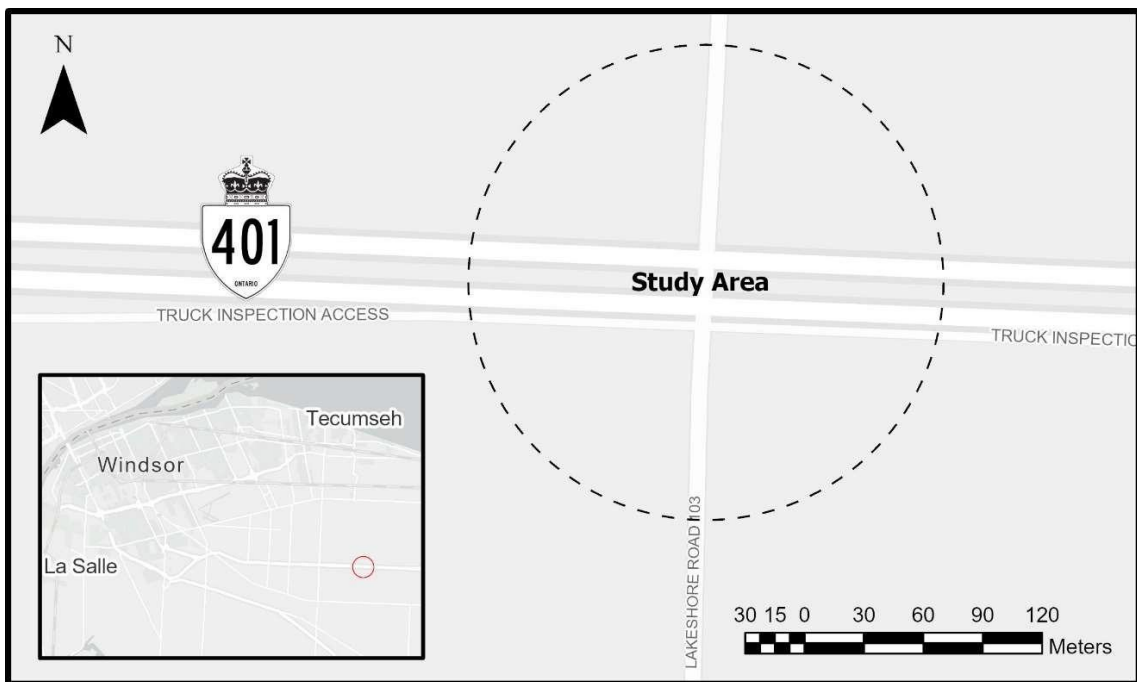 N
401
ONTARIO
Study Area
TRUCK INSPECTION ACCESS
TRUCK INSPECTIO
LAKESHORE ROAD 103
Tecumseh
Windsor
La Salle
30 15 0 30 60 90 120
Meters